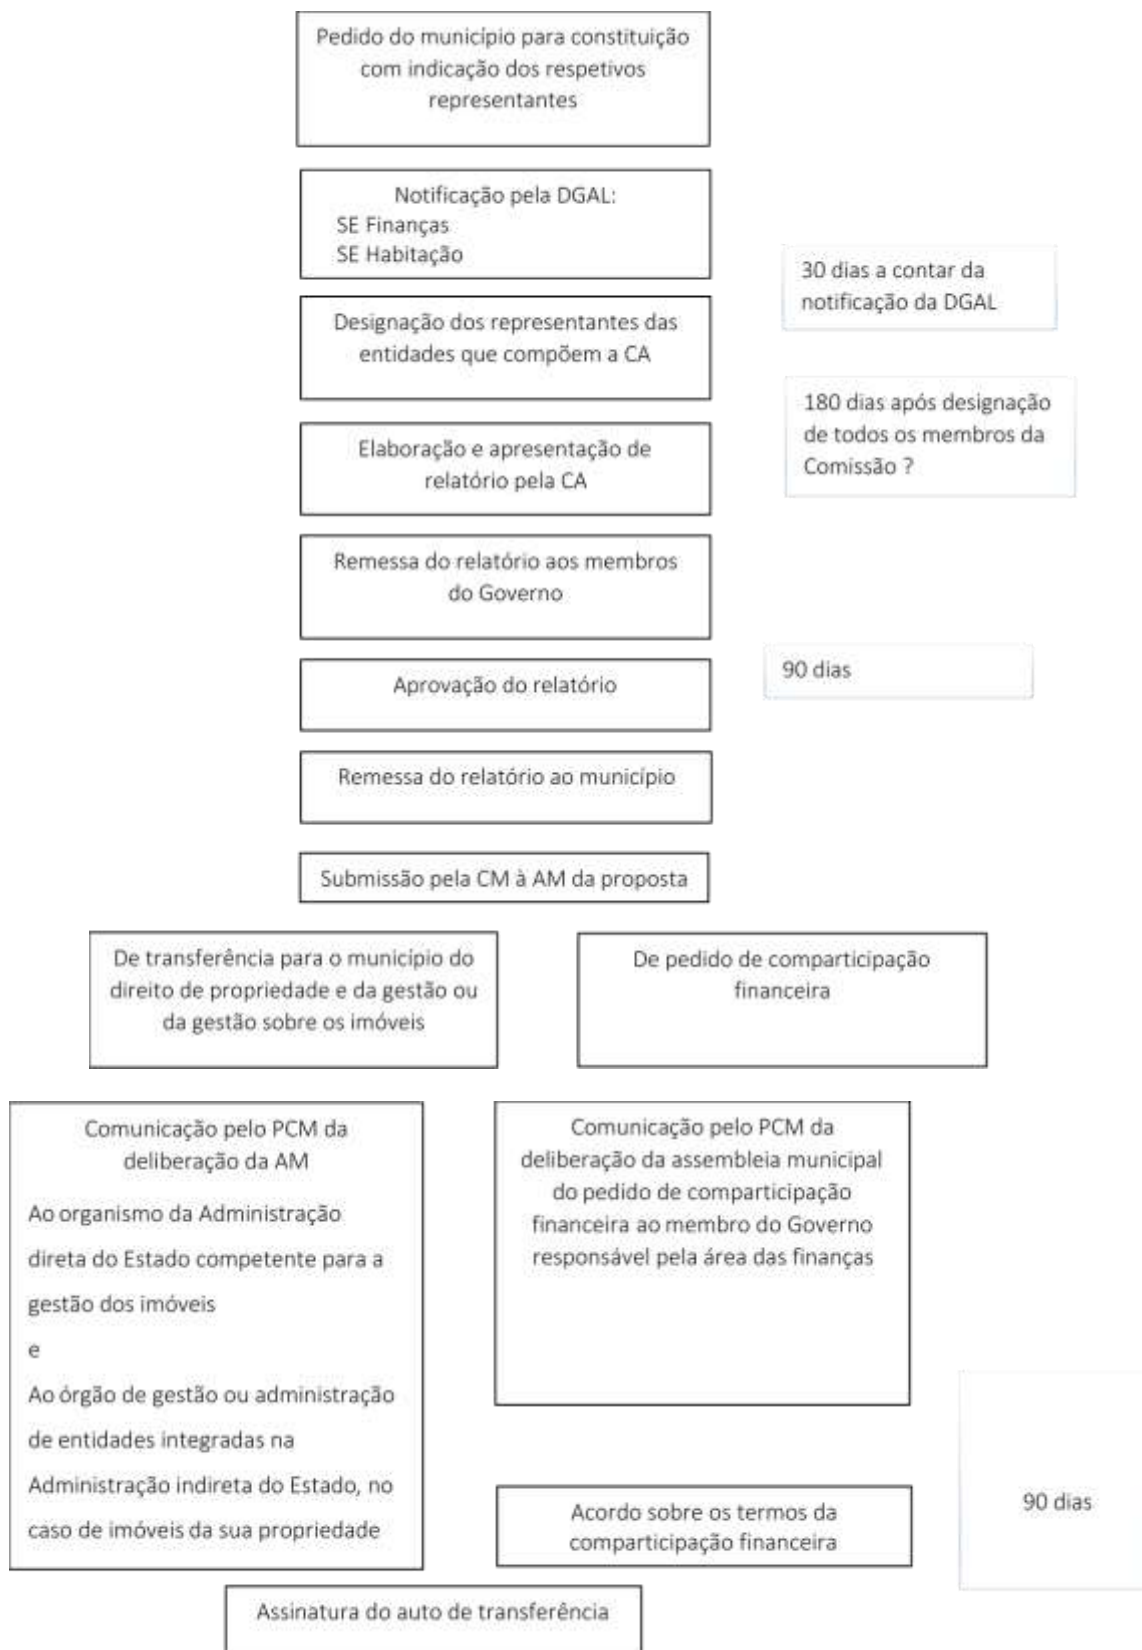 Pedido do município para constituição
com indicação dos respetivos
representantes
Notificação pela DGAL:
SE Finanças
SE Habitação
30 dias a contar da
notificação da DGAL
Designação dos representantes das
entidades que compõem a CA
180 dias após designação
de todos os membros da
Comissão ?
Elaboração e apresentação de
relatório pela CA
Remessa do relatório aos membros
do Governo
Aprovação do relatório
90 dias
Remessa do relatório ao município
Submissão pela CM à AM da proposta
De transferência para o município do
direito de propriedade e da gestão ou
da gestão sobre os imóveis
De pedido de comparticipação
financeira
Comunicação pelo PCM da
deliberação da AM
Ao organismo da Administração
direta do Estado competente para a
gestão dos imóveis
e
Ao órgão de gestão ou administração
de entidades integradas na
Administração indireta do Estado, no
caso de imóveis da sua propriedade
Comunicação pelo PCM da
deliberação da assembleia municipal
do pedido de comparticipação
financeira ao membro do Governo
responsável pela área das finanças
Acordo sobre os termos da
comparticipação financeira
90 dias
Assinatura do auto de transferência